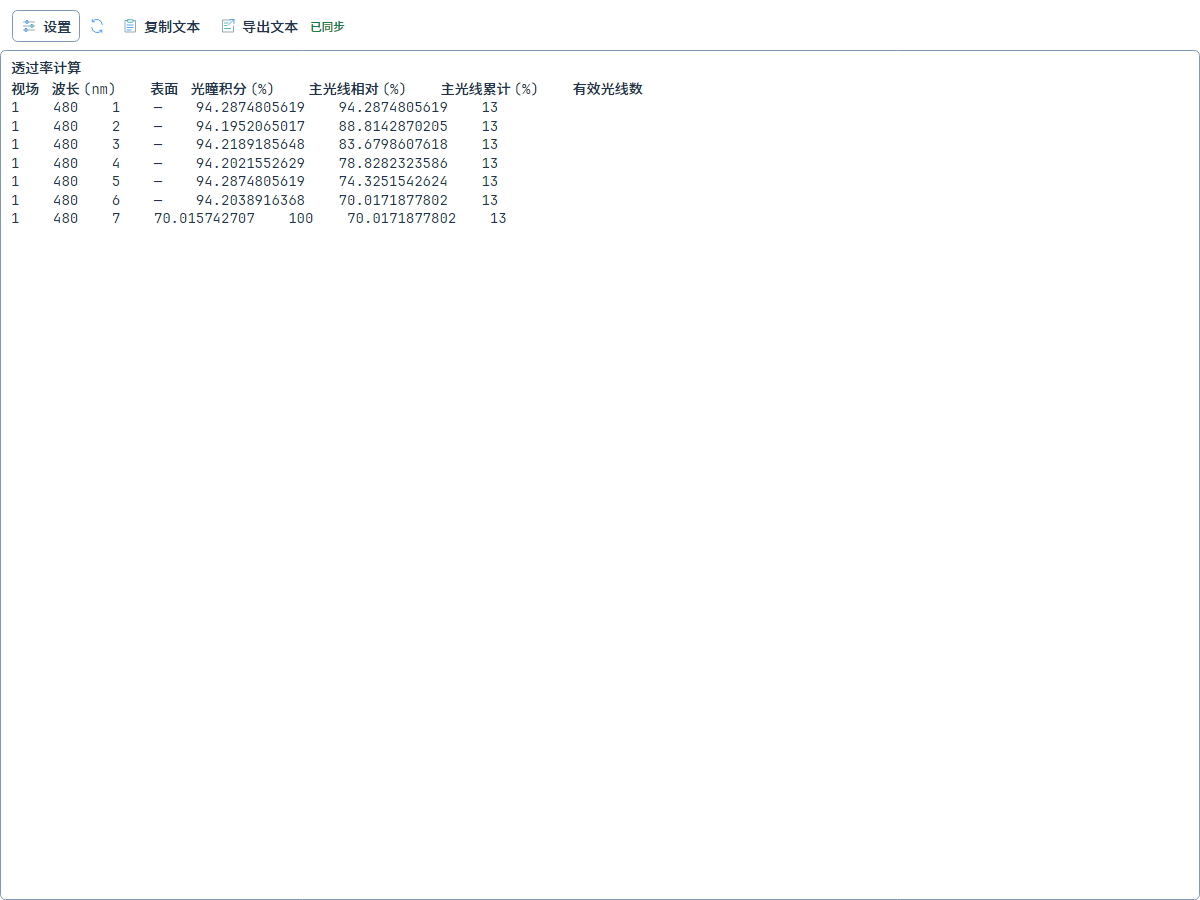 设置 复制文本 导出文本 已同步
透过率计算
视场 波长(nm) 表面 光瞳积分(%) 主光线相对(%) 主光线累计(%) 有效光线数
1 480 1 — 94.2874805619 94.2874805619 13
1 480 2 — 94.1952065017 88.8142870205 13
1 480 3 — 94.2189185648 83.6798607618 13
1 480 4 — 94.2021552629 78.8282323586 13
1 480 5 — 94.2874805619 74.3251542624 13
1 480 6 — 94.2038916368 70.0171877802 13
1 480 7 70.015742707 100 70.0171877802 13